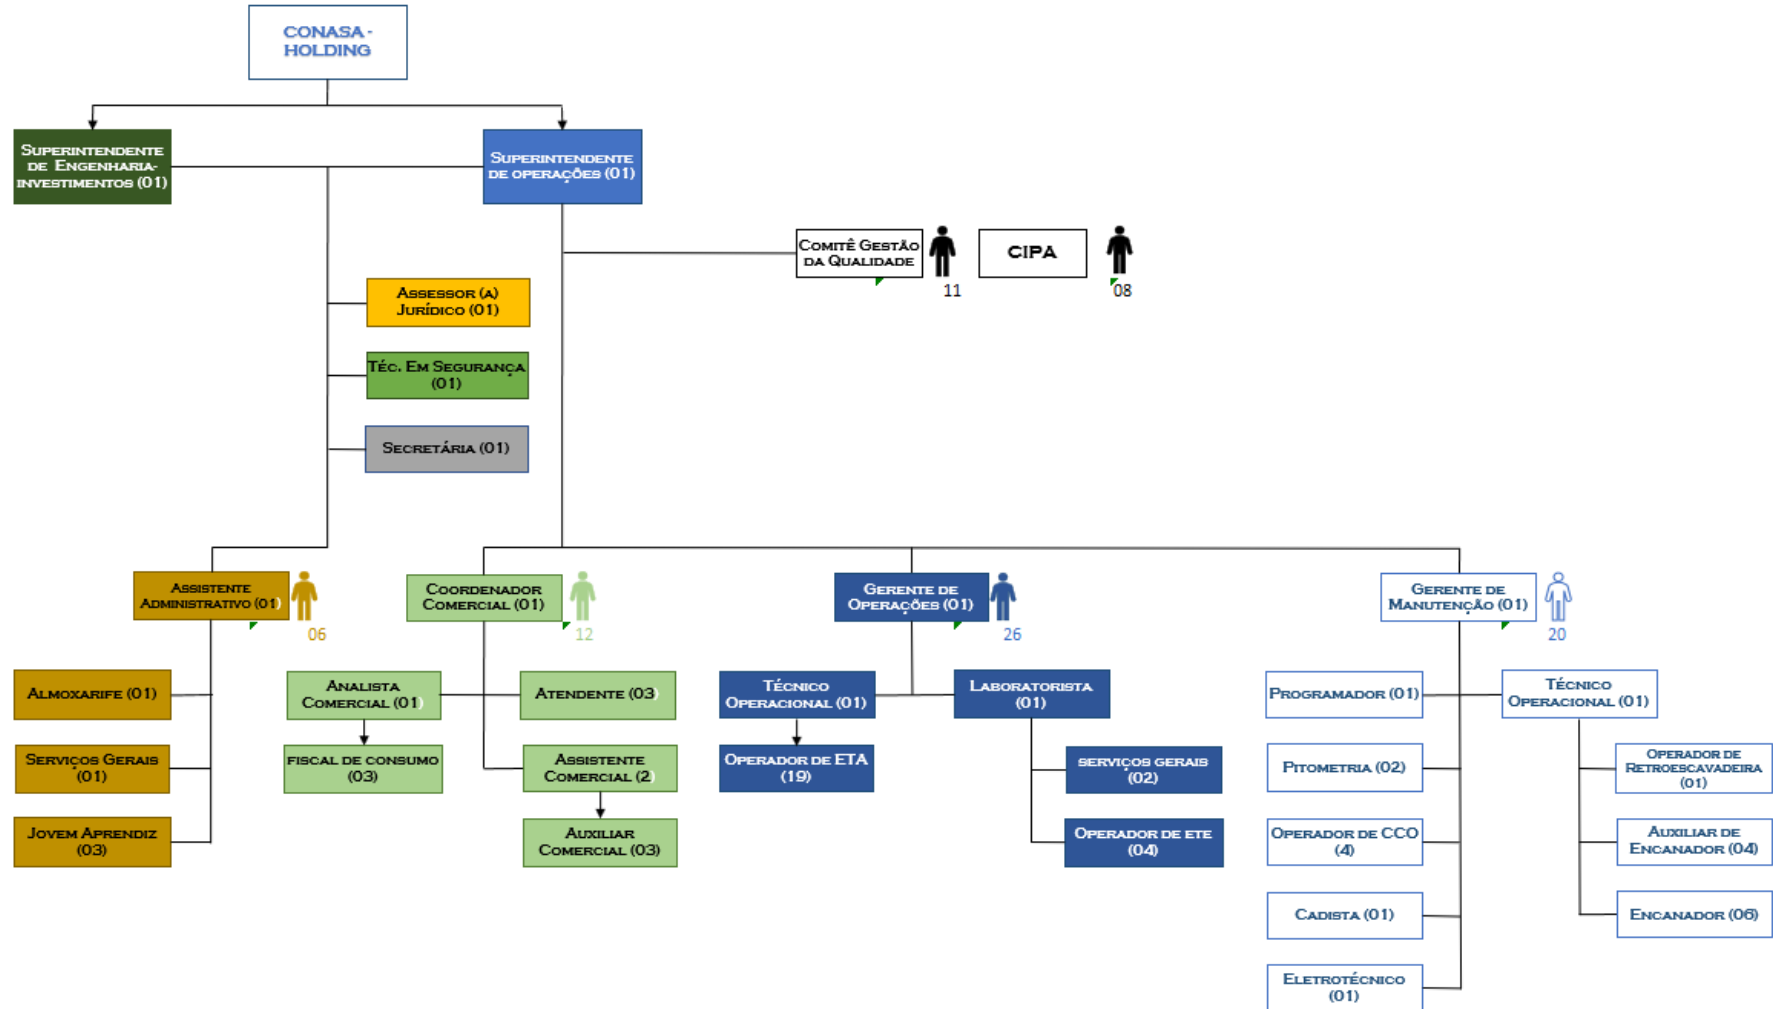 CONASA -
HOLDING
Superintendente
de Engenharia-
investimentos (01)
Superintendente
de operações (01)
Comitê Gestão
da Qualidade
11
CIPA
08
Assessor (a)
Jurídico (01)
Téc. Em Segurança
(01)
Secretária (01)
Assistente
Administrativo (01)
06
Coordenador
Comercial (01)
12
Gerente de
Operações (01)
26
Gerente de
Manutenção (01)
20
Almoxarife (01)
Serviços Gerais
(01)
Jovem Aprendiz
(03)
Analista
Comercial (01)
fiscal de consumo
(03)
Atendente (03)
Assistente
Comercial (2)
Auxiliar
Comercial (03)
Técnico
Operacional (01)
Operador de ETA
(19)
Laboratorista
(01)
serviços gerais
(02)
Operador de ete
(04)
Programador (01)
Pitometria (02)
Operador de CCO
(4)
Cadista (01)
Eletrotécnico
(01)
Técnico
Operacional (01)
Operador de
Retroescavadeira
(01)
Auxiliar de
Encanador (04)
Encanador (06)